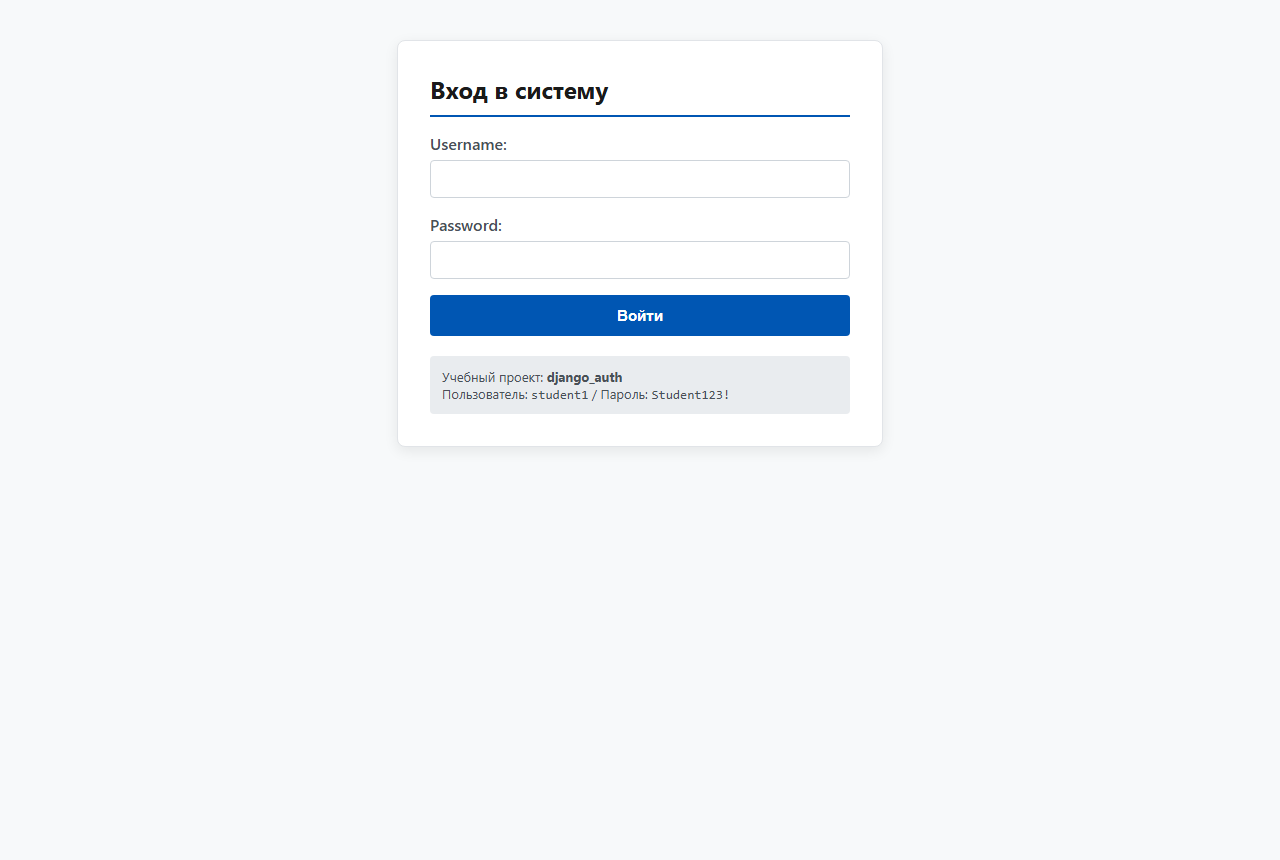 Вход в систему
Username:
Password:
Войти
Учебный проект: django_auth
Пользователь: student1 / Пароль: Student123!